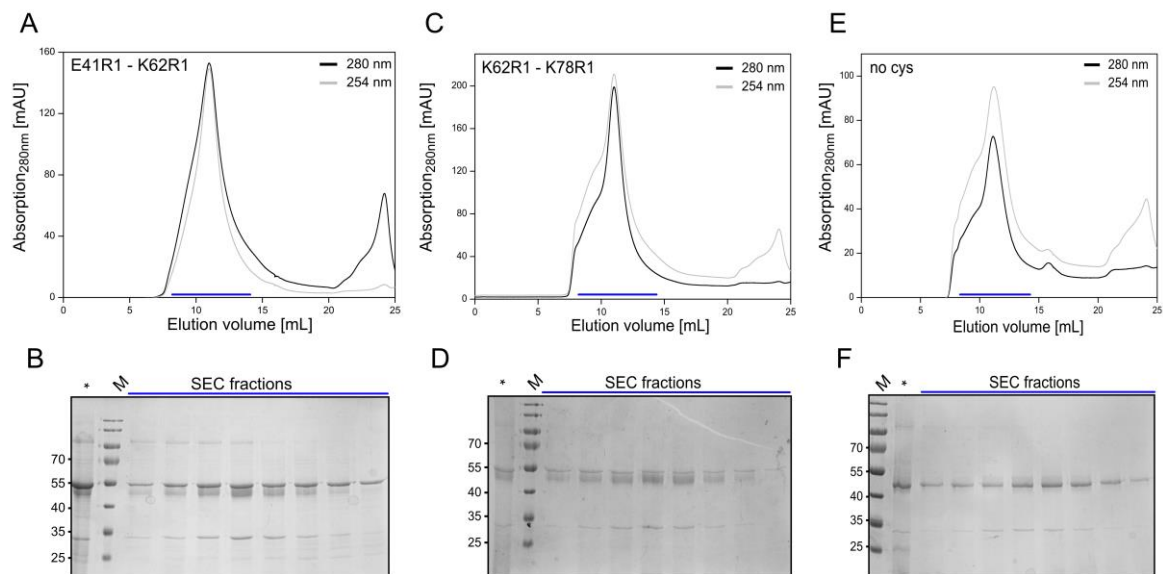 A
E41R1 - K62R1
280 nm
254 nm
Absorption280nm [mAU]
160
120
80
40
0
0 5 10 15 20 25
Elution volume [mL]
C
K62R1 - K78R1
280 nm
254 nm
Absorption280nm [mAU]
200
160
120
80
40
0
0 5 10 15 20 25
Elution volume [mL]
E
no cys
280 nm
254 nm
Absorption280nm [mAU]
100
80
60
40
20
0
0 5 10 15 20 25
Elution volume [mL]
B
* M SEC fractions
70
55
40
35
25
D
* M SEC fractions
70
55
40
35
25
F
M * SEC fractions
70
55
40
35
25